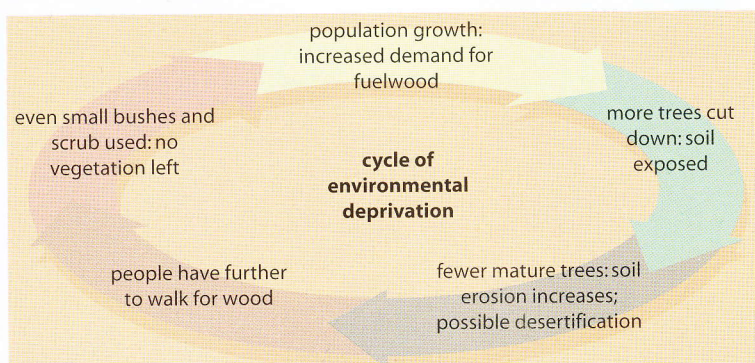 population growth:
increased demand for
fuelwood
more trees cut
down: soil
exposed
fewer mature trees: soil
erosion increases;
possible desertification
people have further
to walk for wood
even small bushes and
scrub used: no
vegetation left
cycle of
environmental
deprivation